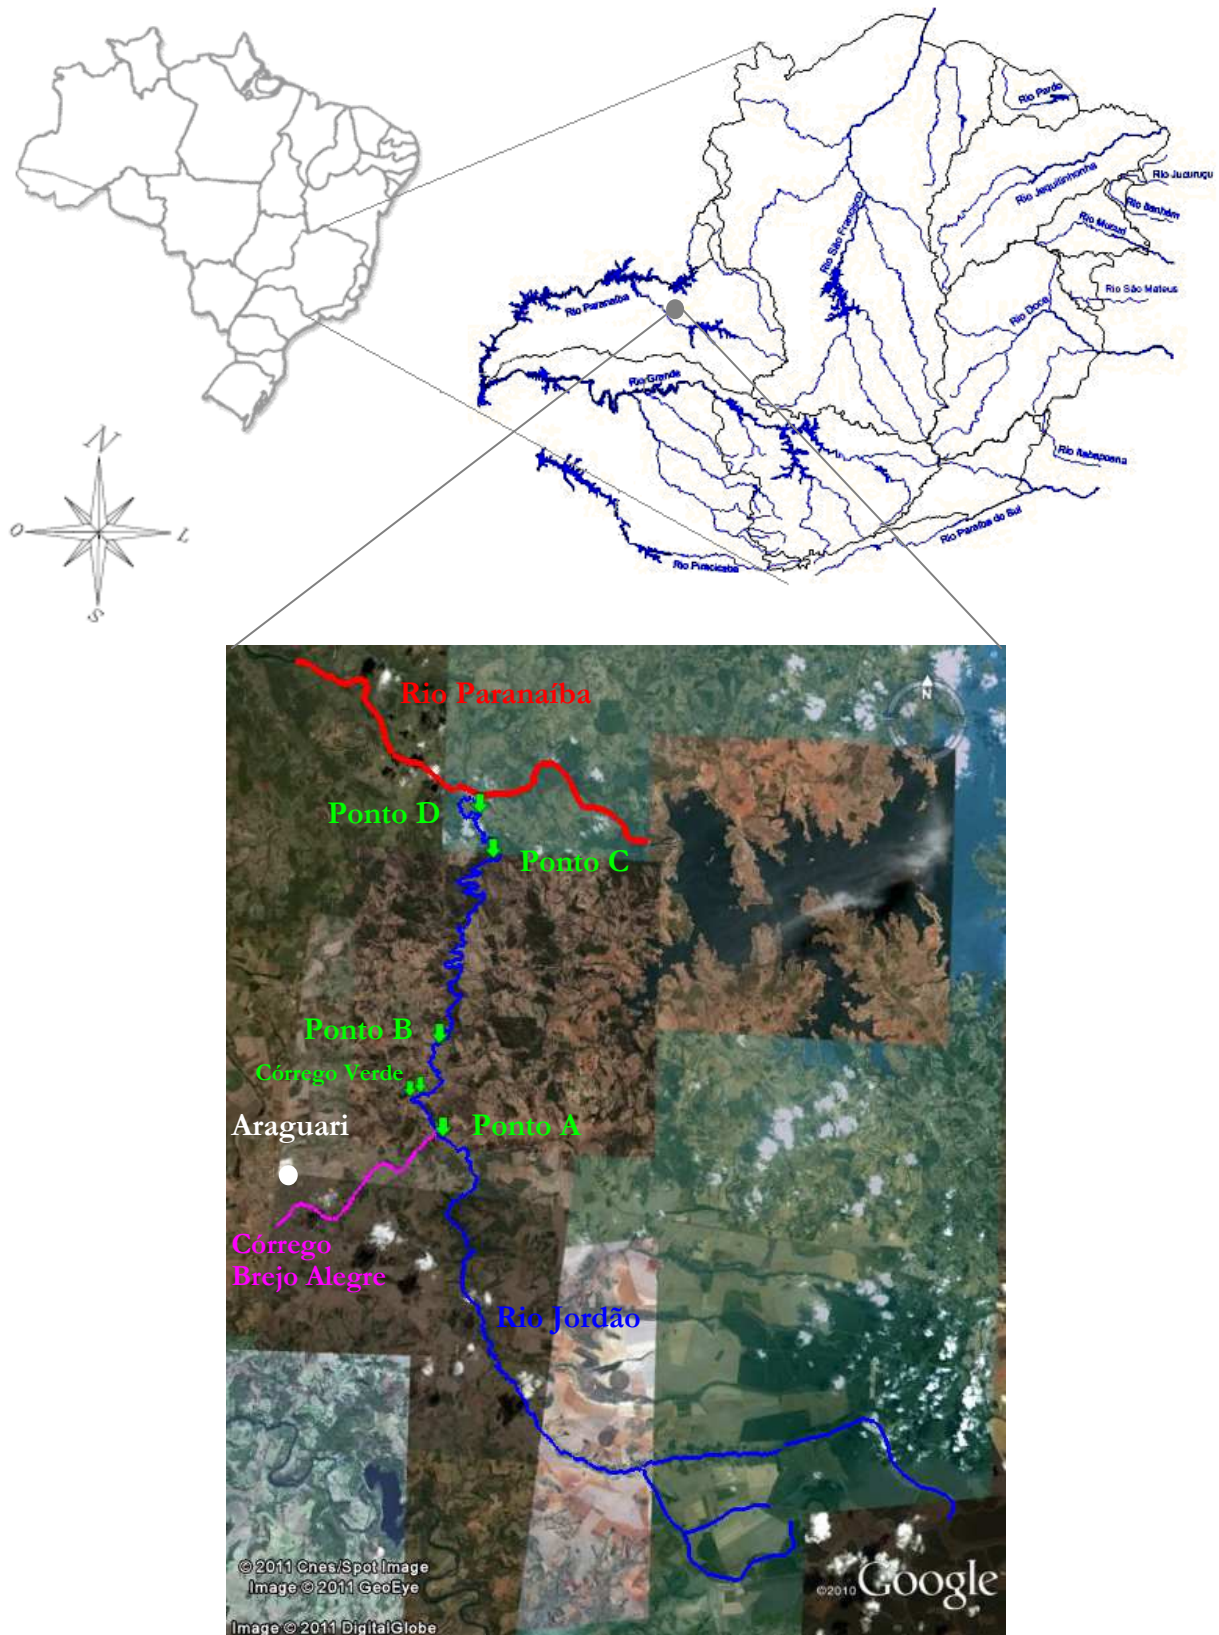 Rio Pardo
Rio Jucuruçu
Rio Jequitinhonha
Rio Itanhém
Rio São Francisco
Rio Mucuri
Rio São Mateus
Rio Paranaíba
Rio Doce
Rio Grande
Rio Itabapoana
Rio Paraíba do Sul
Rio Piracicaba
N
O
L
S
Rio Paranaíba
N
Ponto D
Ponto C
Ponto B
Córrego Verde
Araguari
Ponto A
Córrego
Brejo Alegre
Rio Jordão
© 2011 Cnes/Spot Image
Image © 2011 GeoEye
©2010 Google
Image © 2011 DigitalGlobe